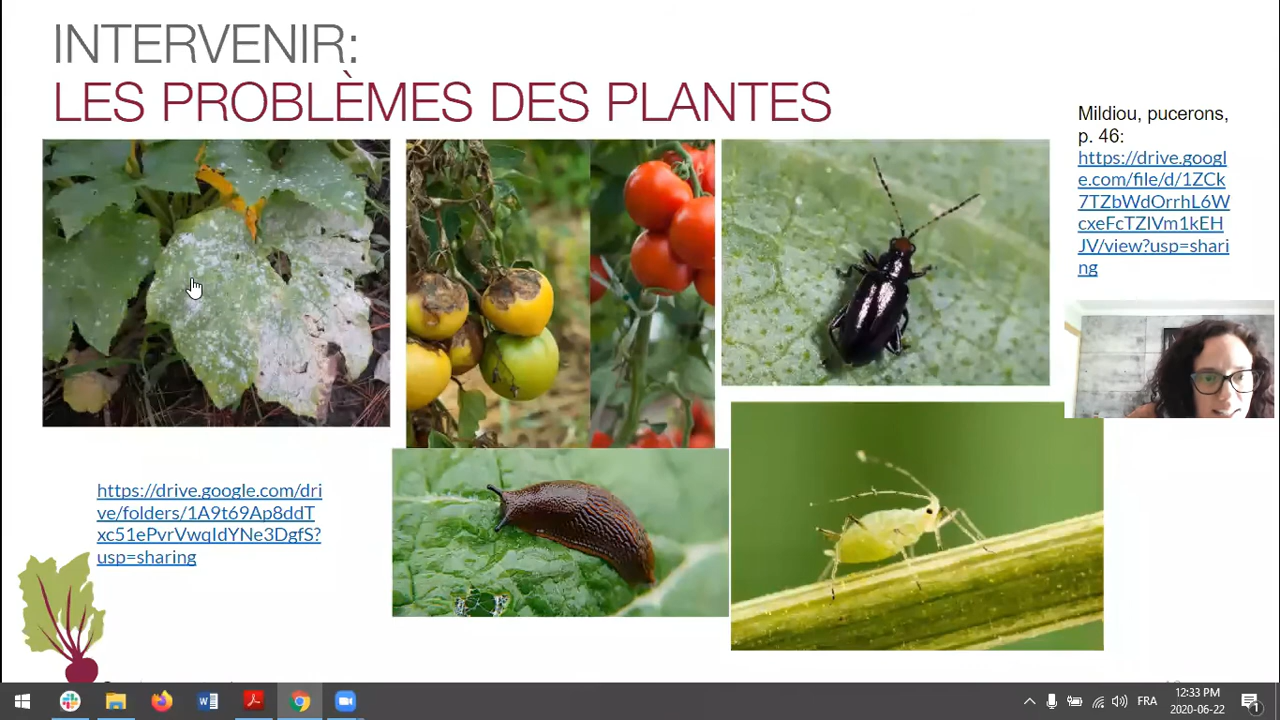 INTERVENIR:
LES PROBLÈMES DES PLANTES
Mildiou, pucerons,
p. 46:
https://drive.googl
e.com/file/d/1ZCk
7TZbWdOrrhL6W
cxeFcTZlVm1kEH
JV/view?usp=shari
ng
https://drive.google.com/dri
ve/folders/1A9t69Ap8ddT
xc51ePvrVwqIdYNe3DgfS?
usp=sharing
FRA
12:33 PM
2020-06-22
1